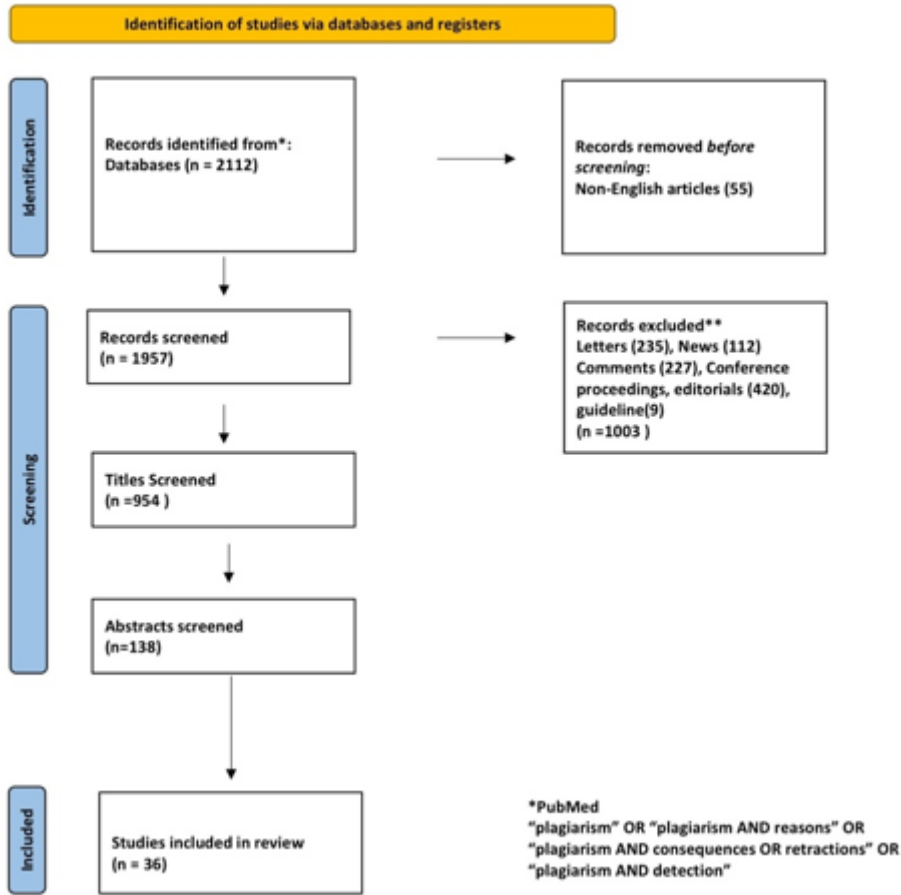 Identification of studies via databases and registers
Identification
Records identified from*:
Databases (n = 2112)
Records removed before
screening:
Non-English articles (55)
Screening
Records screened
(n = 1957)
Records excluded**
Letters (235), News (112)
Comments (227), Conference
proceedings, editorials (420),
guideline(9)
(n =1003 )
Titles Screened
(n =954 )
Abstracts screened
(n=138)
Included
Studies included in review
(n = 36)
*PubMed
“plagiarism” OR “plagiarism AND reasons” OR
“plagiarism AND consequences OR retractions” OR
“plagiarism AND detection”